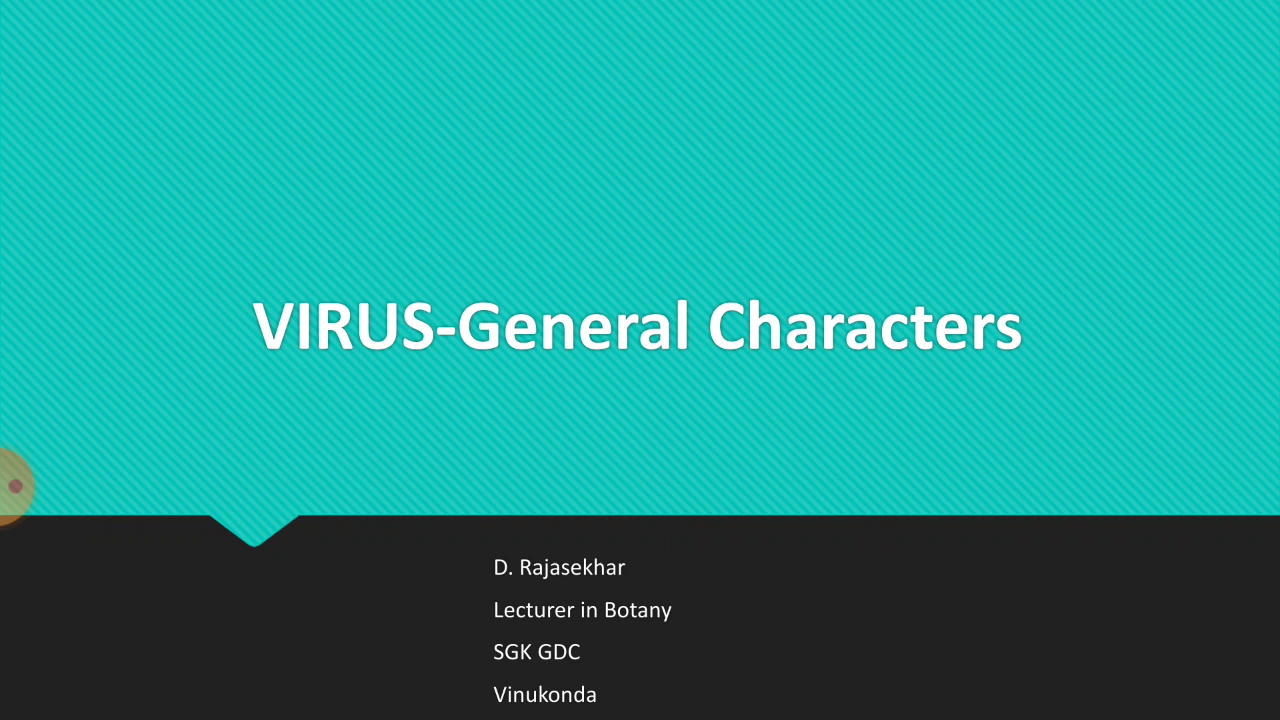 VIRUS-General Characters
D. Rajasekhar
Lecturer in Botany
SGK GDC
Vinukonda